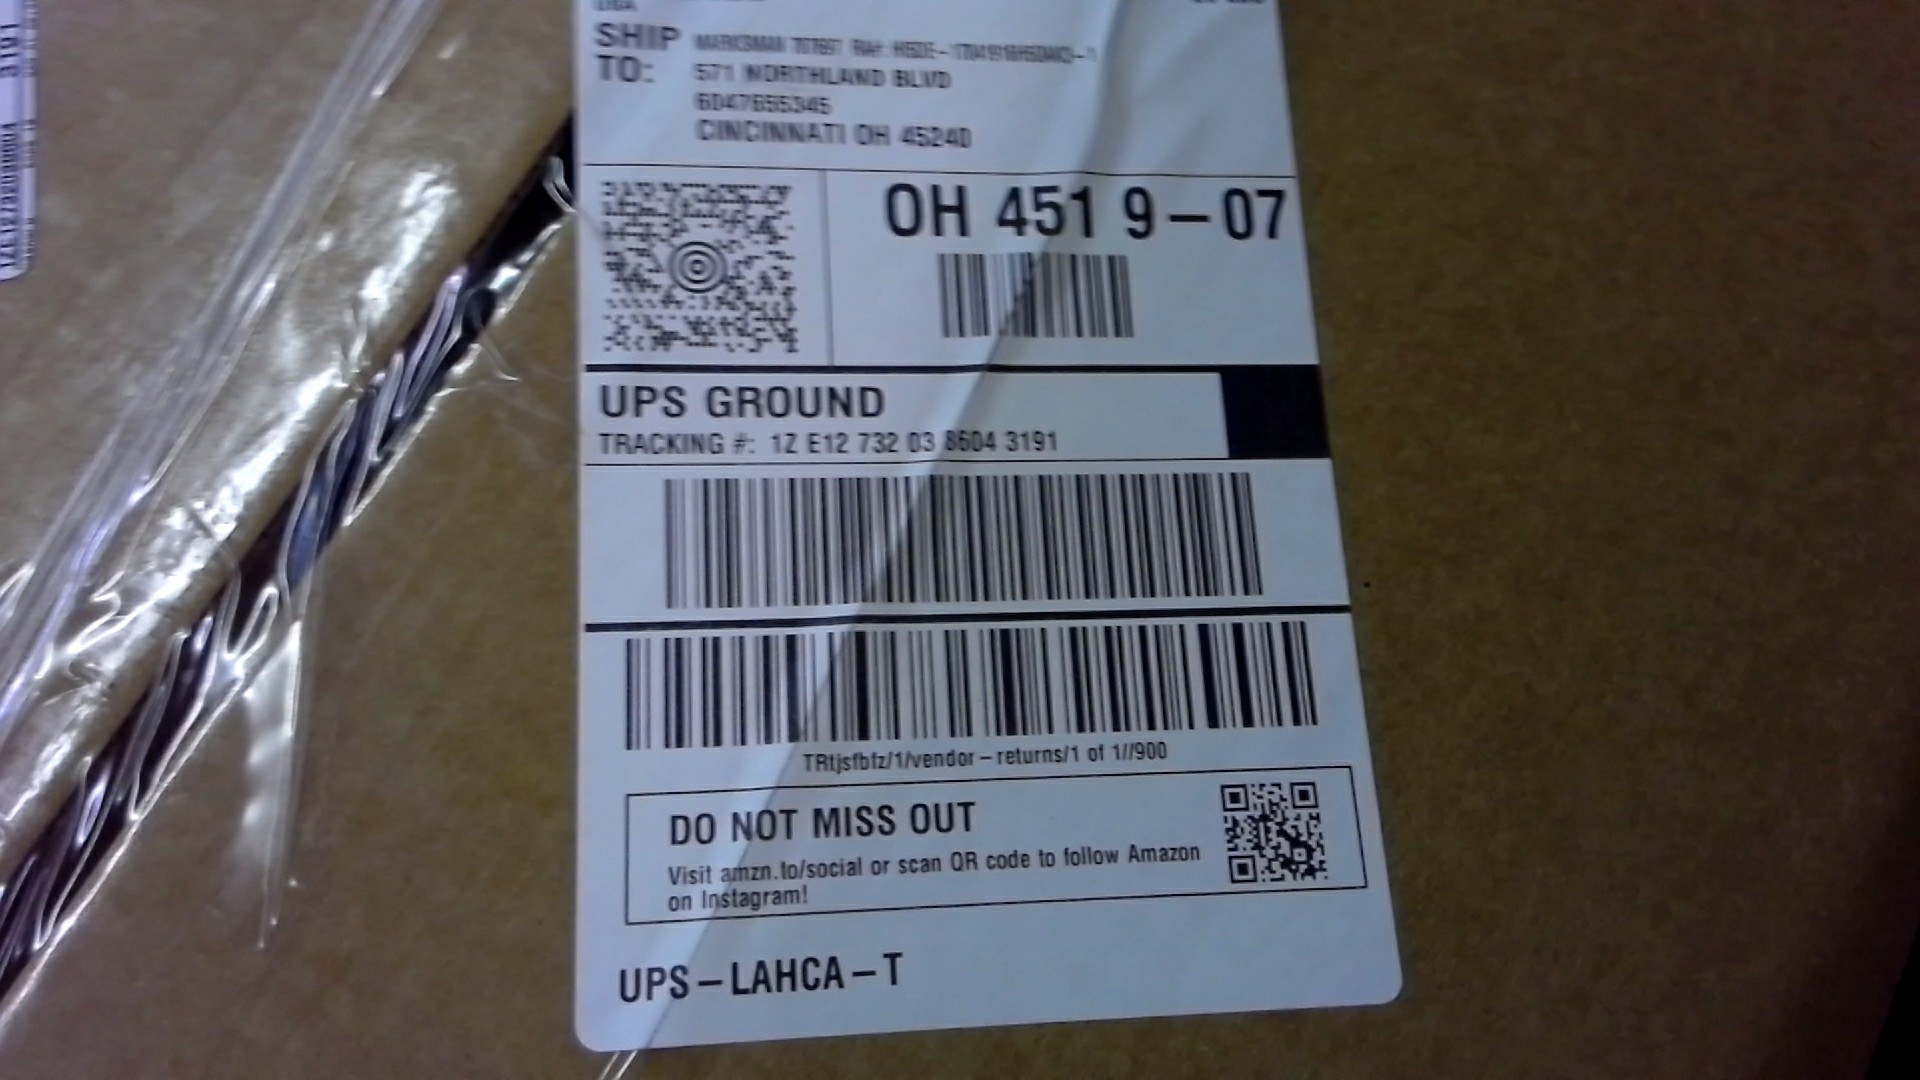 SHIP
TO:
571 NORTHLAND BLVD
6047655345
CINCINNATI OH 45240
OH 451 9-07
UPS GROUND
TRACKING #: 1Z E12 732 03 8604 3191
TRtjsfbfz/1/vendor-returns/1 of 1//900
DO NOT MISS OUT
Visit amzn.to/social or scan QR code to follow Amazon
on Instagram!
UPS-LAHCA-T